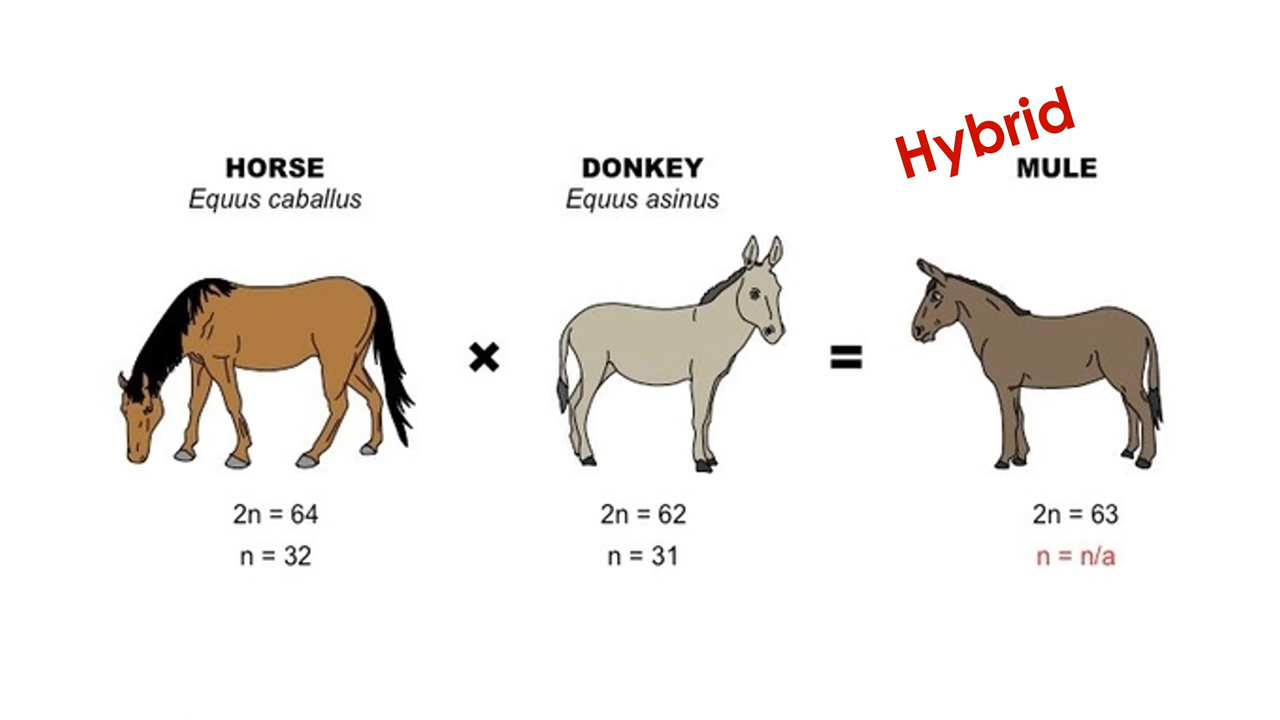 Hybrid
HORSE
Equus caballus
DONKEY
Equus asinus
MULE
2n = 64
n = 32
2n = 62
n = 31
2n = 63
n = n/a